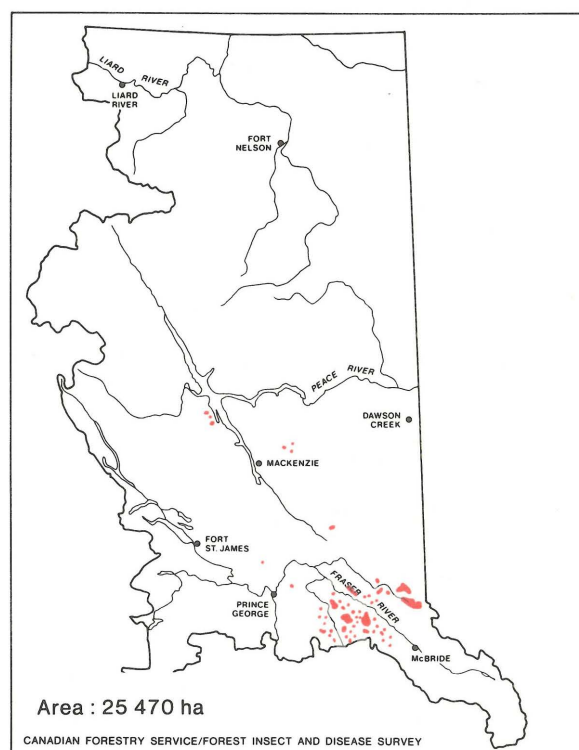 LIARD RIVER
LIARD
RIVER
FORT
NELSON
PEACE RIVER
DAWSON
CREEK
MACKENZIE
FORT
ST. JAMES
FRASER RIVER
PRINCE
GEORGE
McBRIDE
Area : 25 470 ha
CANADIAN FORESTRY SERVICE/FOREST INSECT AND DISEASE SURVEY